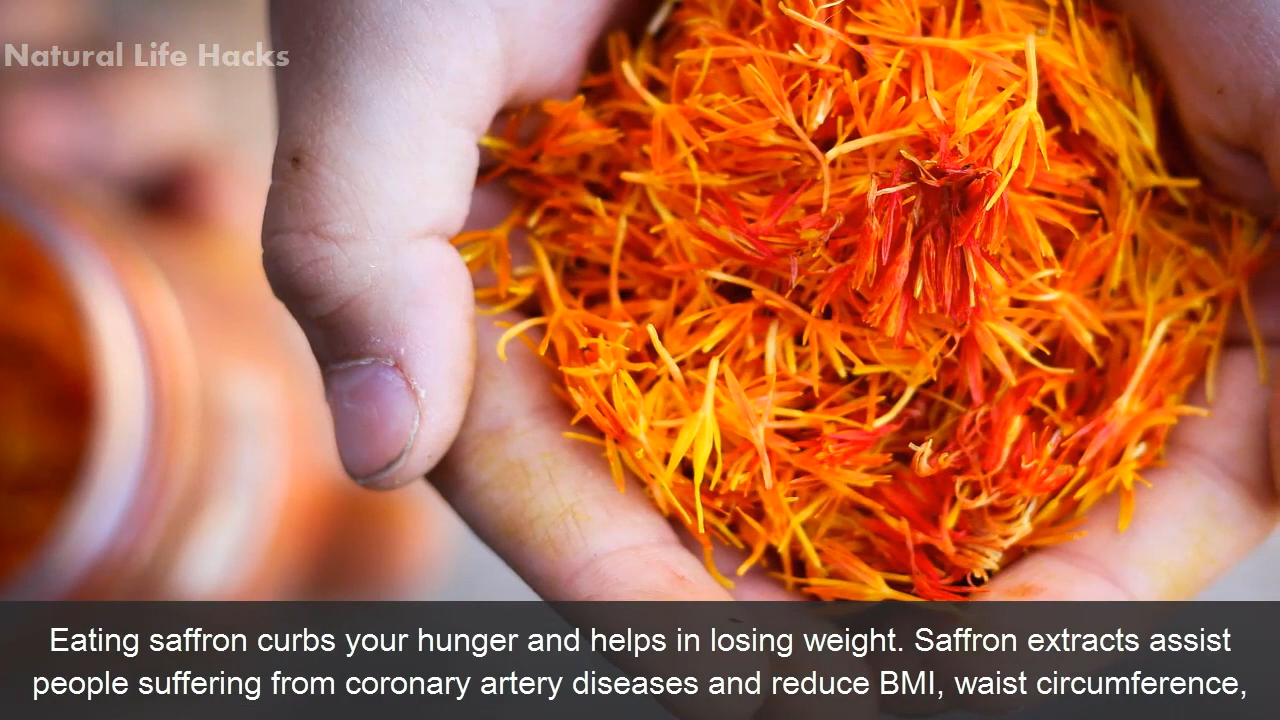 Natural Life Hacks
Eating saffron curbs your hunger and helps in losing weight. Saffron extracts assist
people suffering from coronary artery diseases and reduce BMI, waist circumference,